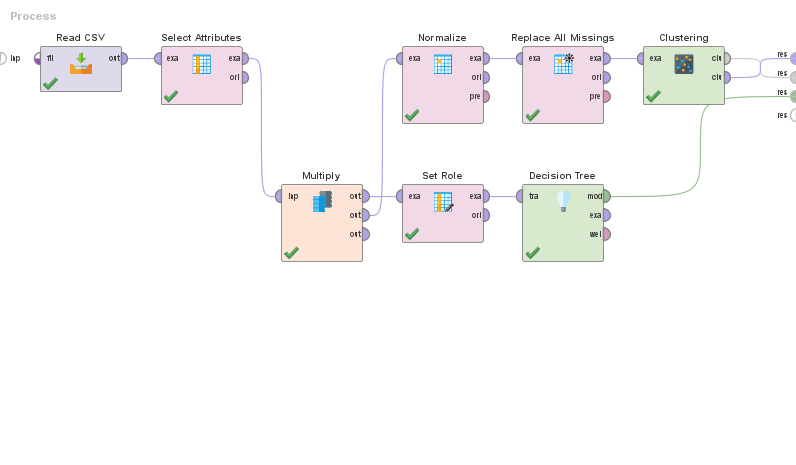 Process
Read CSV
Select Attributes
Normalize
Replace All Missings
Clustering
inp
fil
out
exa
exa
ori
exa
exa
ori
pre
exa
exa
ori
pre
exa
clu
clu
res
res
res
res
Multiply
Set Role
Decision Tree
inp
out
out
out
exa
exa
ori
tra
mod
exa
wei